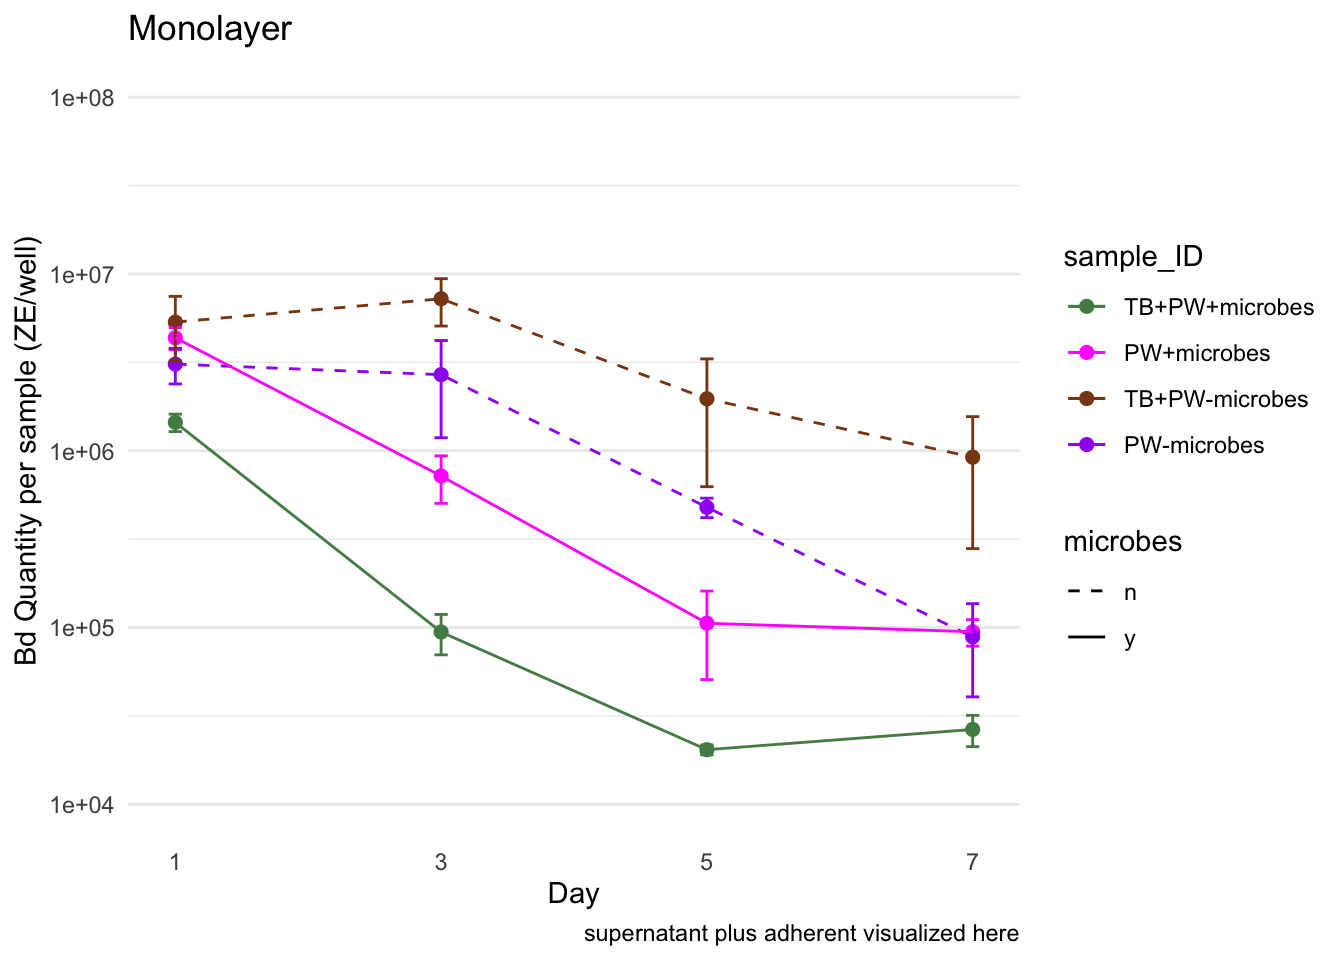 Monolayer
1e+08
1e+07
1e+06
1e+05
1e+04
Bd Quantity per sample (ZE/well)
1 3 5 7
Day
supernatant plus adherent visualized here
sample_ID
TB+PW+microbes
PW+microbes
TB+PW-microbes
PW-microbes
microbes
n
y